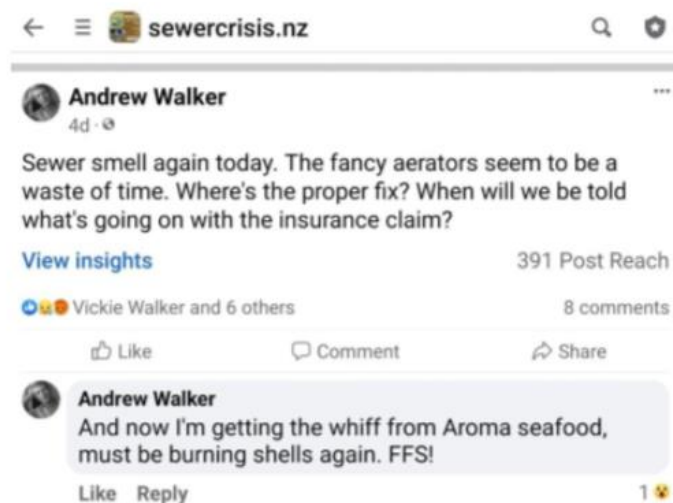 sewercrisis.nz
Andrew Walker
4d
Sewer smell again today. The fancy aerators seem to be a
waste of time. Where's the proper fix? When will we be told
what's going on with the insurance claim?
View insights 391 Post Reach
Vickie Walker and 6 others 8 comments
Like Comment Share
Andrew Walker
And now I'm getting the whiff from Aroma seafood,
must be burning shells again. FFS!
Like Reply 1